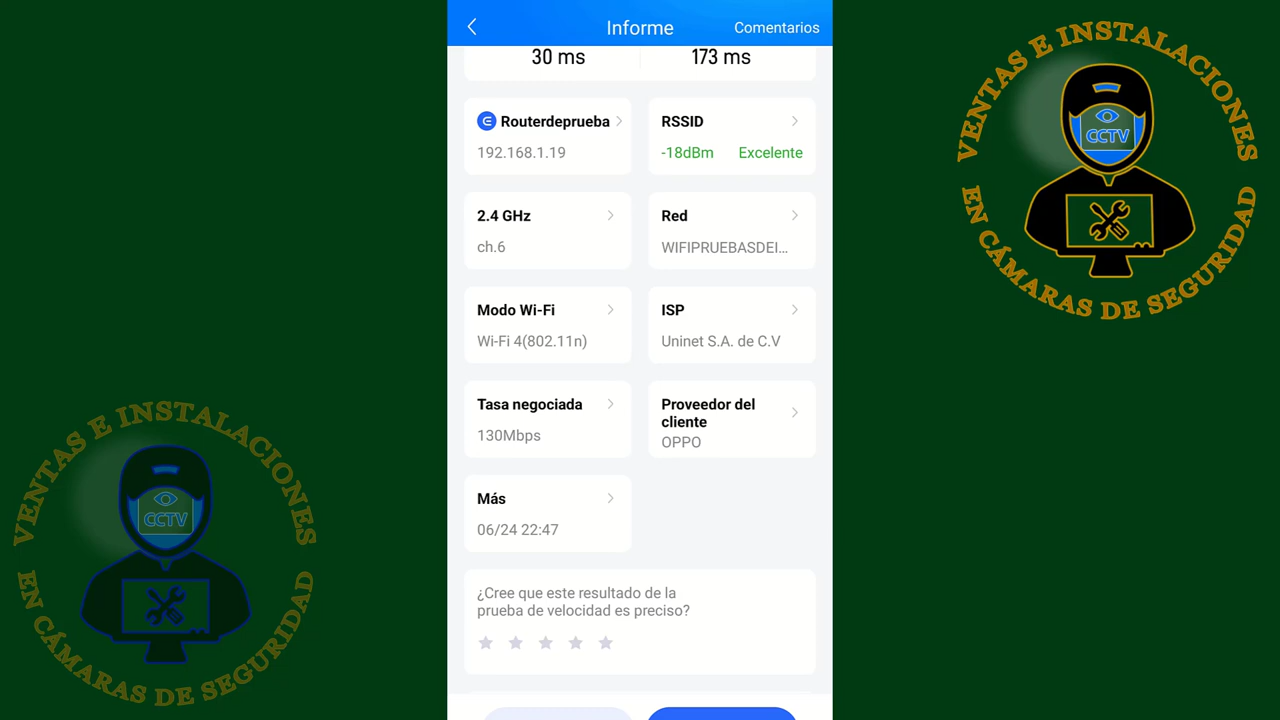 Informe
Comentarios
30 ms
173 ms
Routerdeprueba
192.168.1.19
RSSID
-18dBm
Excelente
2.4 GHz
ch.6
Red
WIFIPRUEBASDEI...
Modo Wi-Fi
Wi-Fi 4(802.11n)
ISP
Uninet S.A. de C.V
Tasa negociada
130Mbps
Proveedor del
cliente
OPPO
Más
06/24 22:47
¿Cree que este resultado de la
prueba de velocidad es preciso?
VENTAS E INSTALACIONES
CCTV
EN CÁMARAS DE SEGURIDAD
VENTAS E INSTALACIONES
CCTV
EN CÁMARAS DE SEGURIDAD